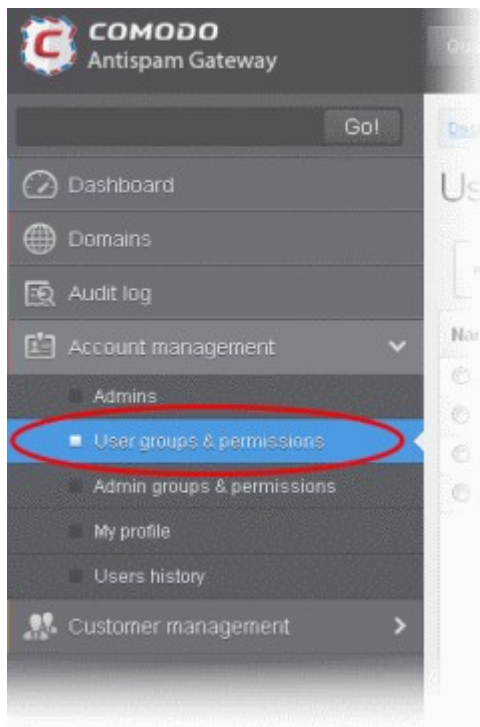 C COMODO
Antispam Gateway
Go!
Dashboard
Domains
Audit log
Account management
Admins
User groups & permissions
Admin groups & permissions
My profile
Users history
Customer management
Us